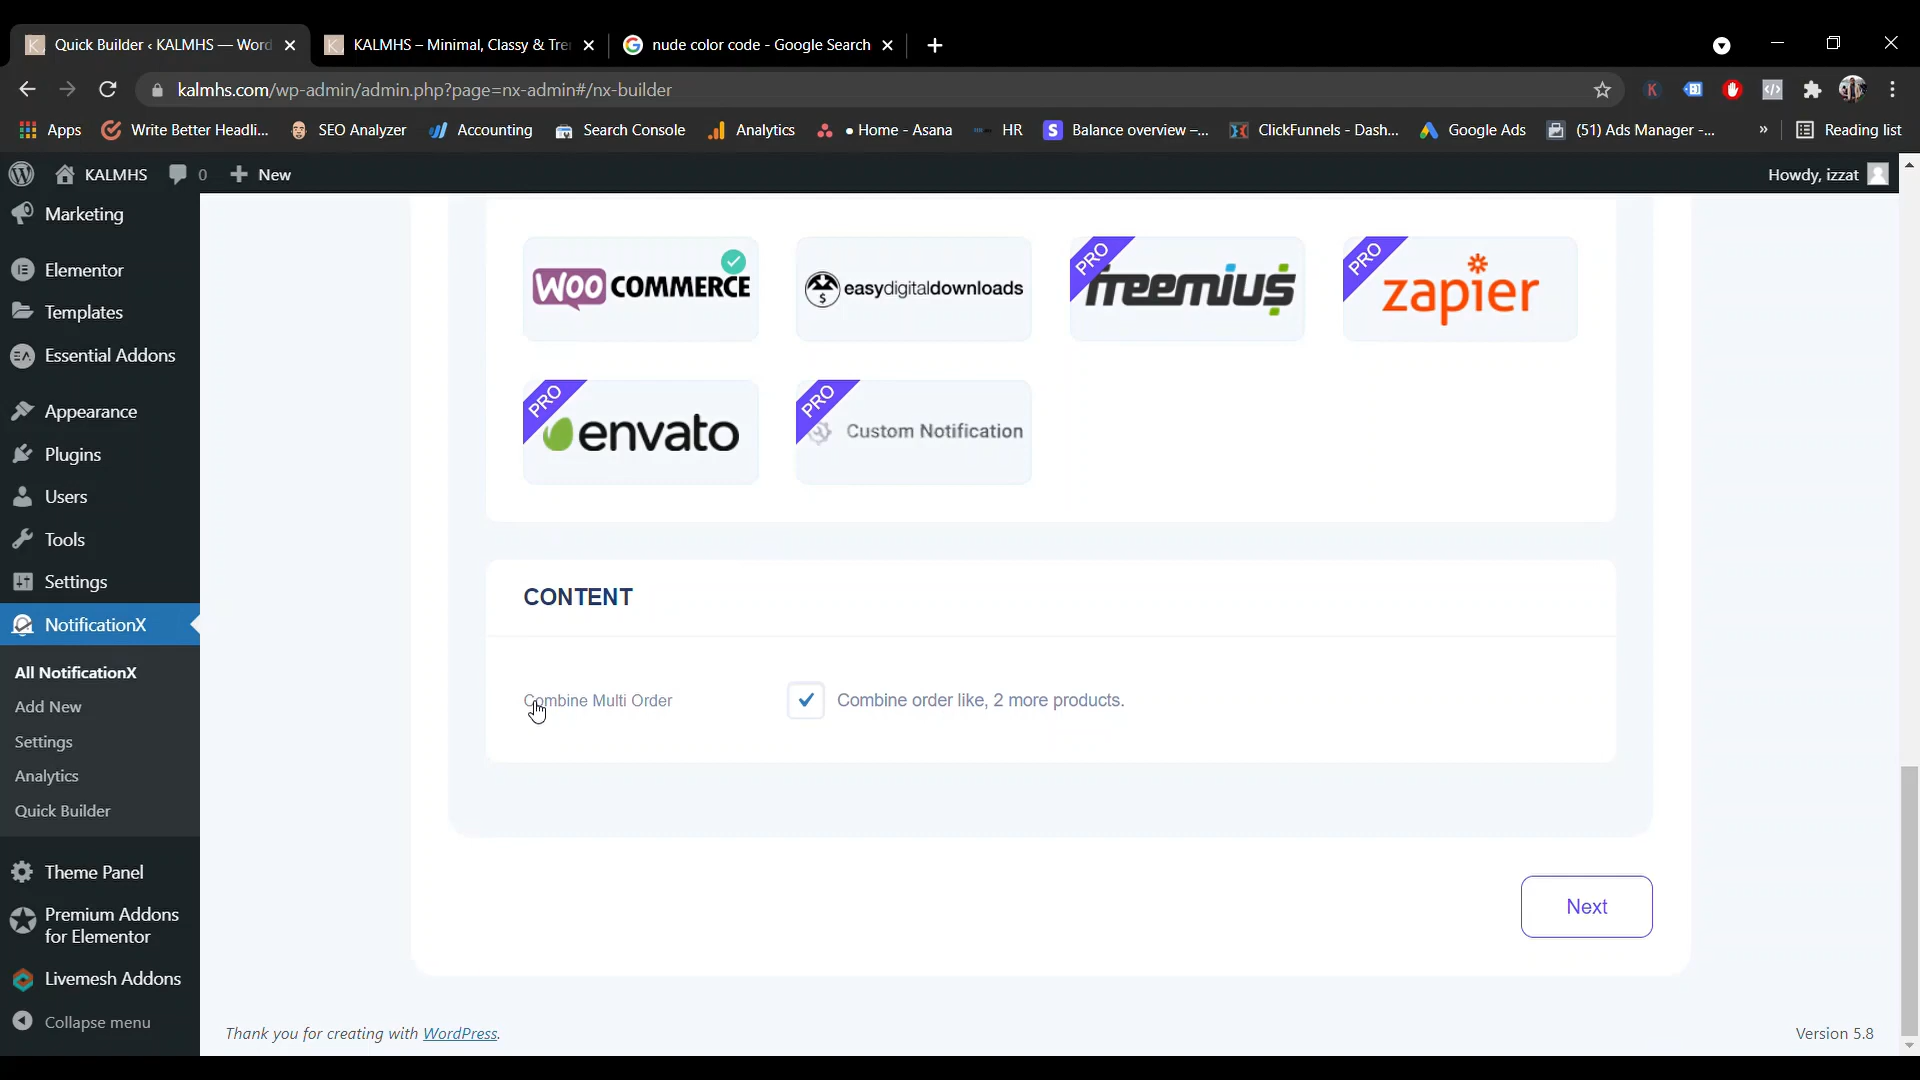 Quick Builder ‹ KALMHS — Word
KALMHS – Minimal, Classy & Tre
nude color code - Google Search
kalmhs.com/wp-admin/admin.php?page=nx-admin#/nx-builder
Apps
Write Better Headli...
SEO Analyzer
Accounting
Search Console
Analytics
• Home - Asana
HR
Balance overview –...
ClickFunnels - Dash...
Google Ads
(51) Ads Manager -...
»
Reading list
KALMHS
0
New
Howdy, izzat
Marketing
Elementor
Templates
Essential Addons
Appearance
Plugins
Users
Tools
Settings
NotificationX
All NotificationX
Add New
Settings
Analytics
Quick Builder
Theme Panel
Premium Addons
for Elementor
Livemesh Addons
Collapse menu
WOO COMMERCE
easydigitaldownloads
PRO
freemius
PRO
zapier
PRO
envato
PRO
Custom Notification
CONTENT
Combine Multi Order
Combine order like, 2 more products.
Next
Thank you for creating with WordPress.
Version 5.8